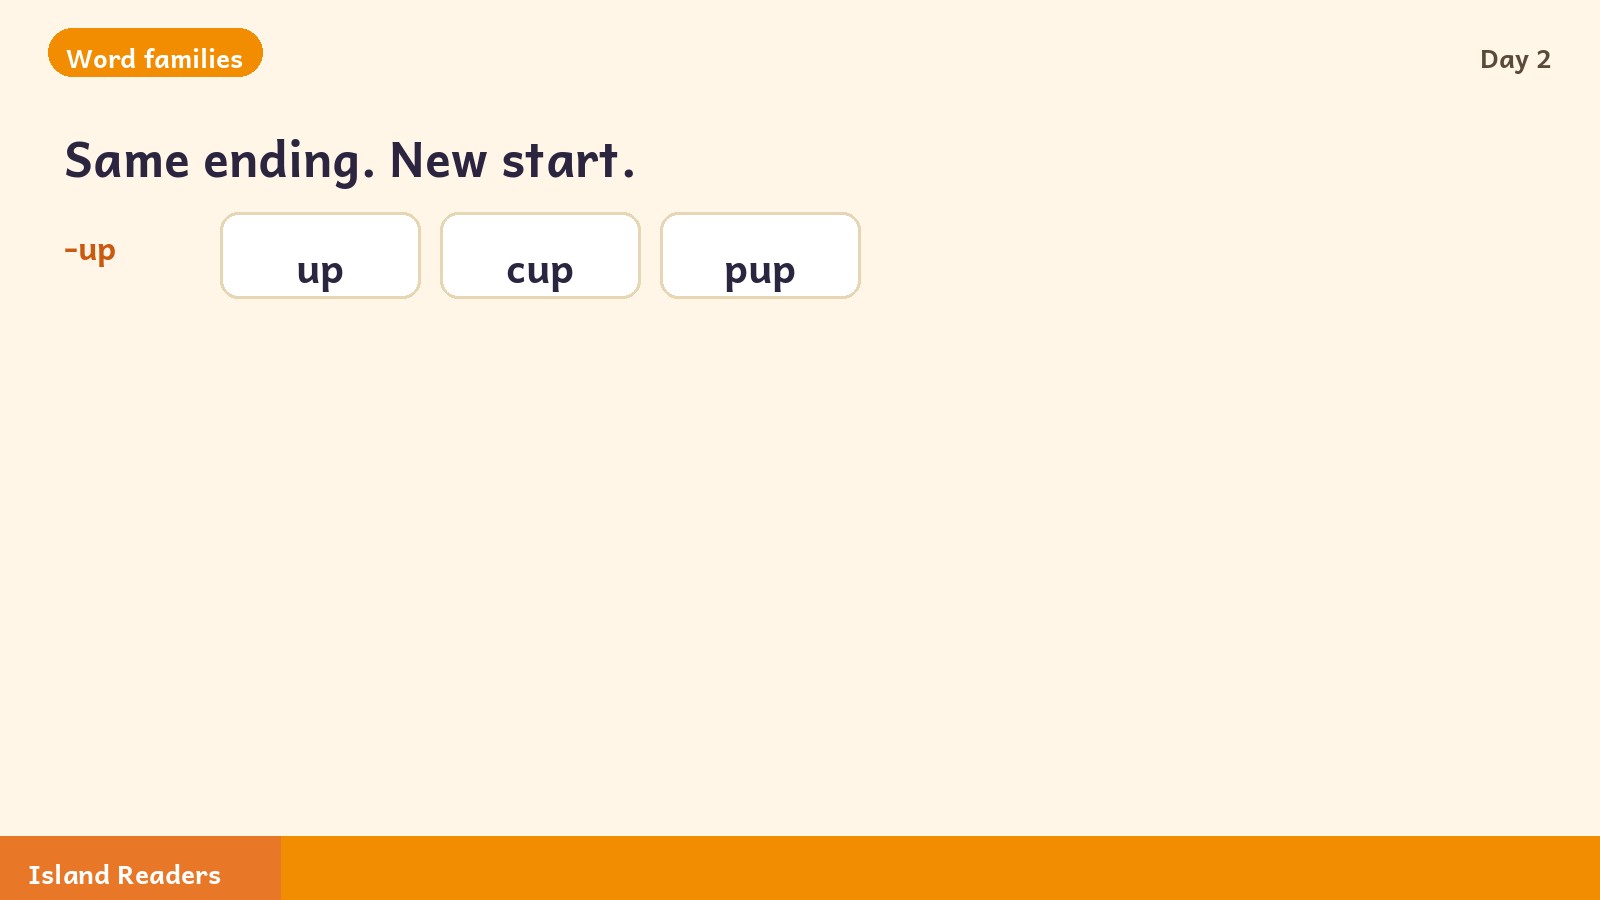 Word families
Day 2
Same ending. New start.
-up
up
cup
pup
Island Readers